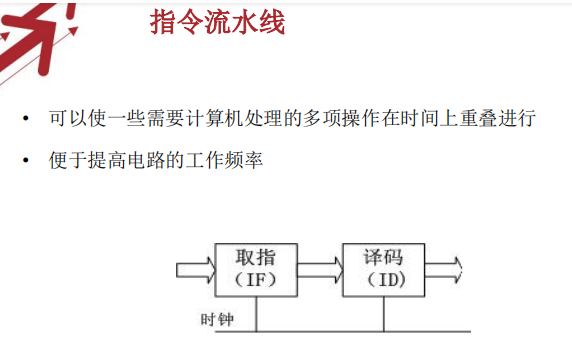 指令流水线
• 可以使一些需要计算机处理的多项操作在时间上重叠进行
• 便于提高电路的工作频率
取指
（IF）
译码
（ID）
时钟